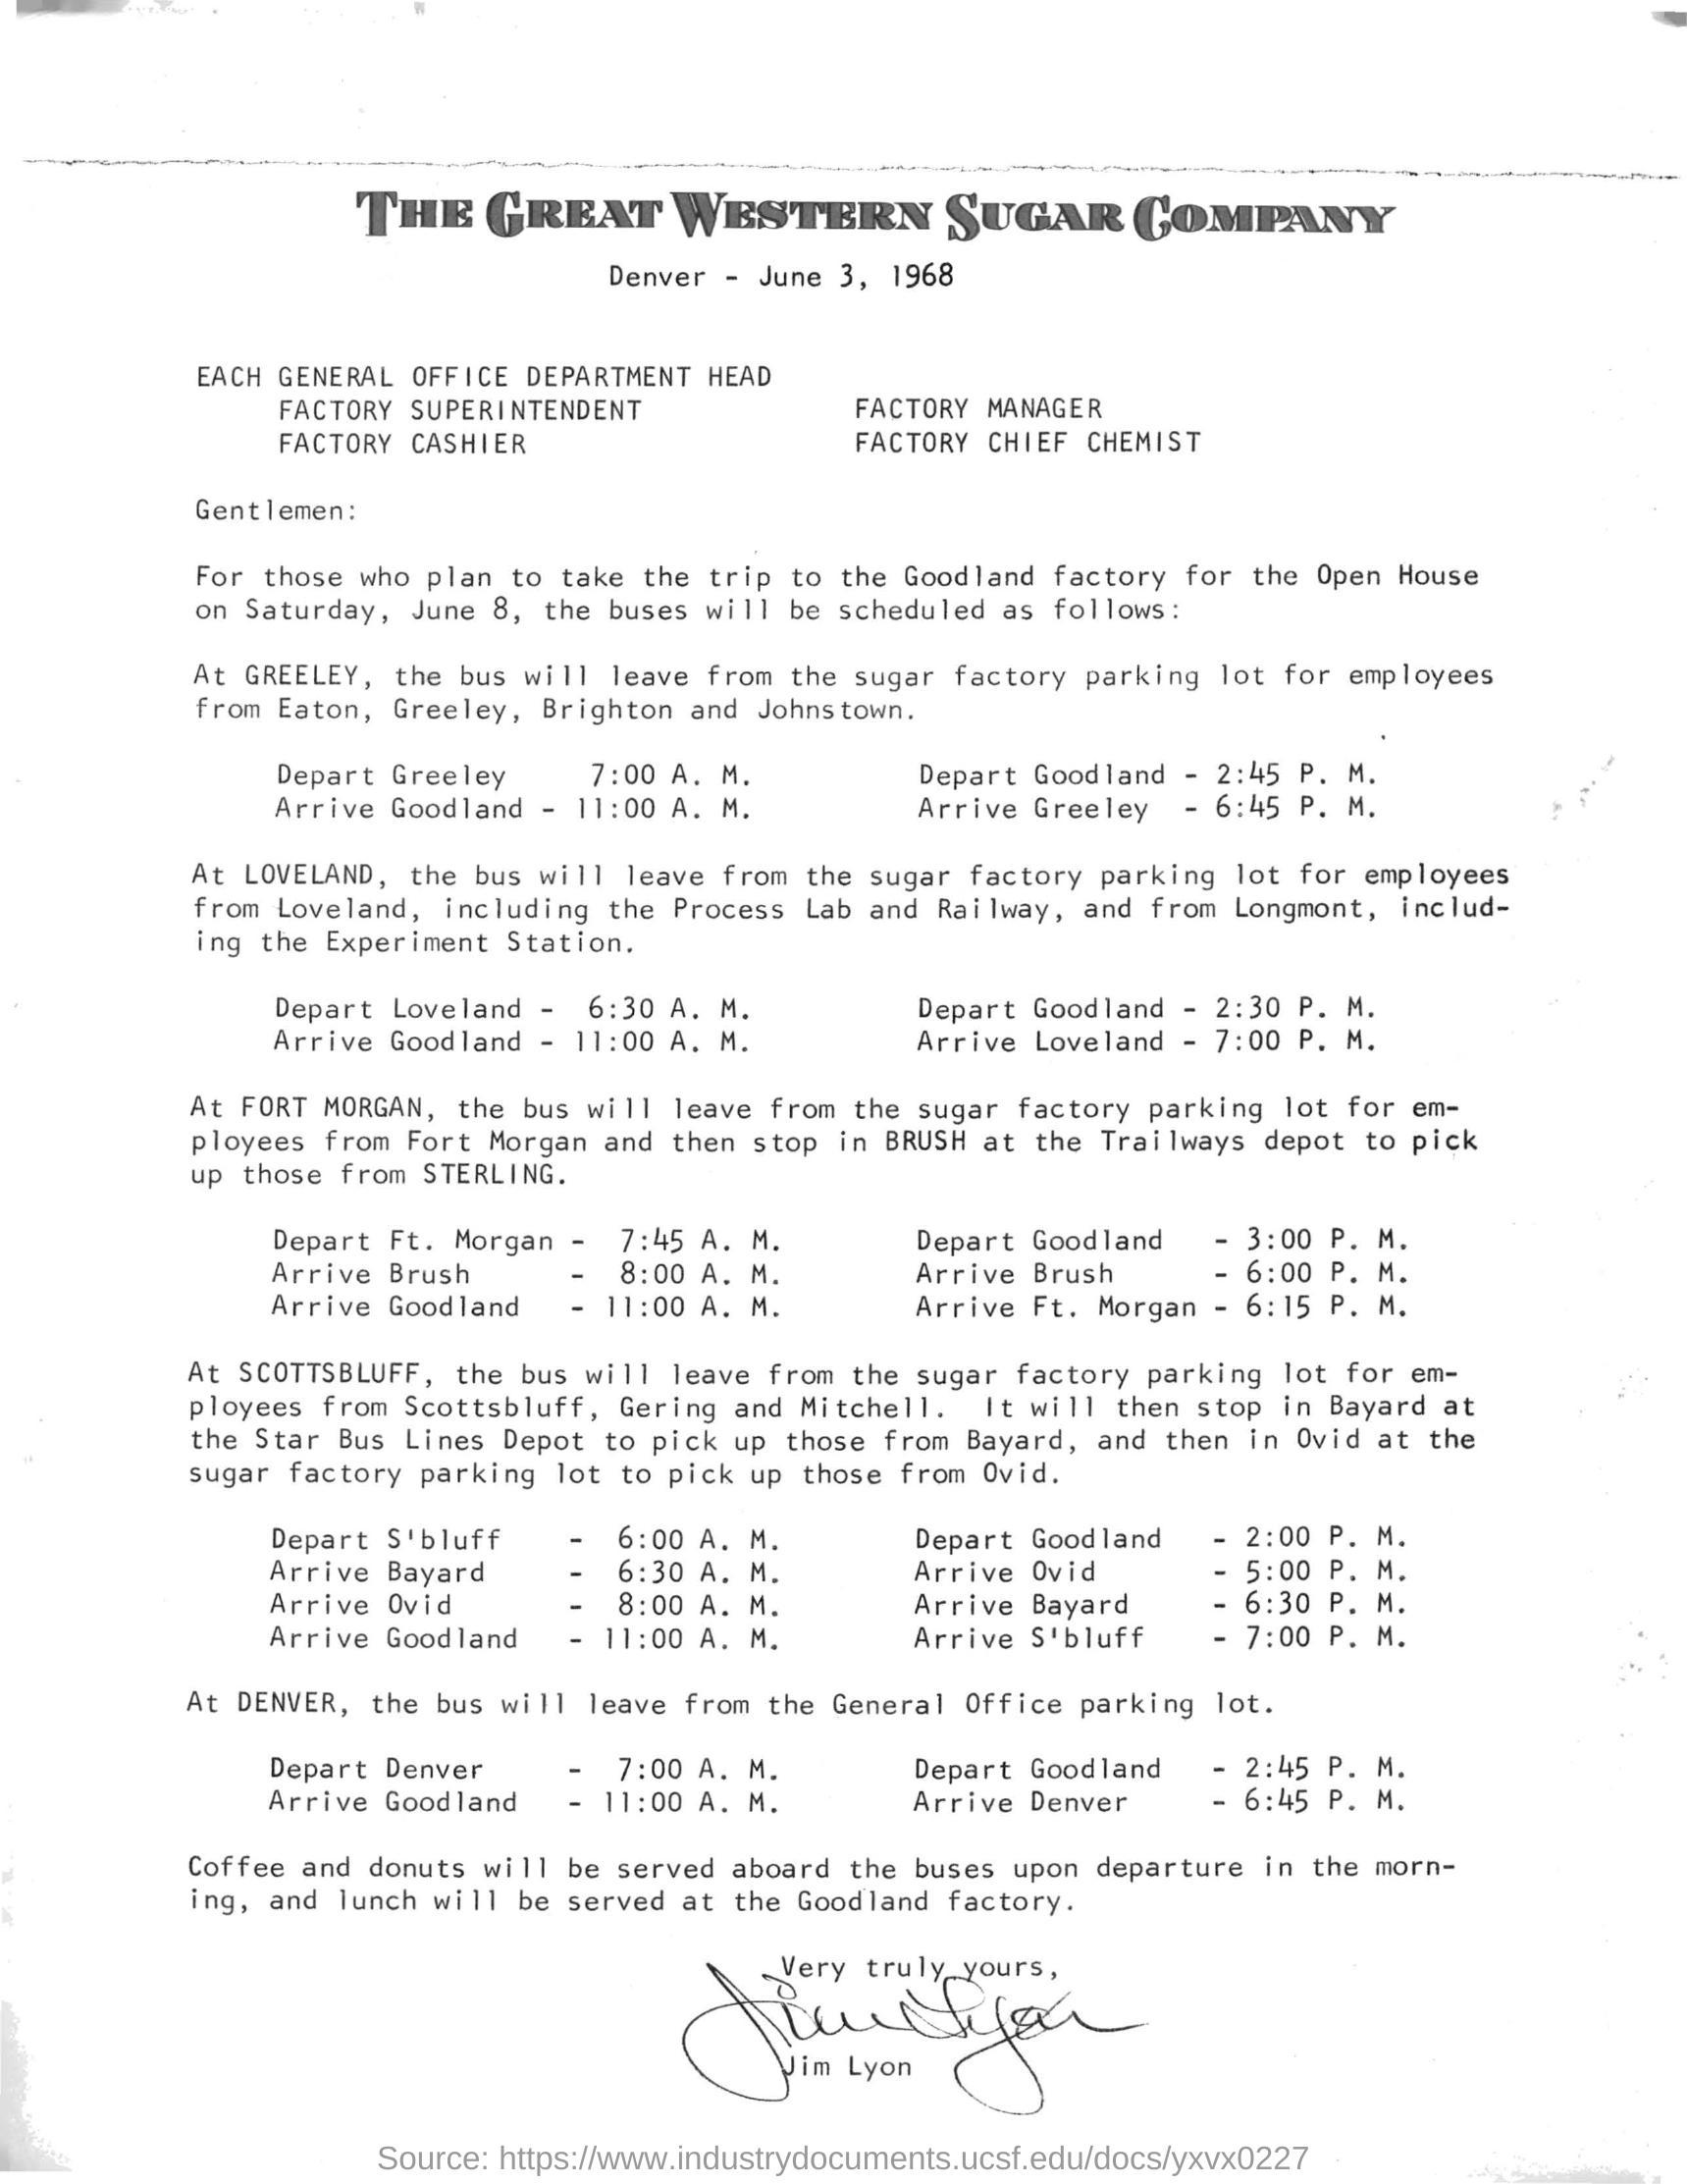 THE GREAT WESTERN SUGAR COMPANY
Denver - June 3, 1968
EACH GENERAL OFFICE DEPARTMENT HEAD
FACTORY SUPERINTENDENT FACTORY MANAGER
FACTORY CASHIER FACTORY CHIEF CHEMIST
Gentlemen:
For those who plan to take the trip to the Goodland factory for the Open House
on Saturday, June 8, the buses will be scheduled as follows:
At GREELEY, the bus will leave from the sugar factory parking lot for employees
from Eaton, Greeley, Brighton and Johnstown.
Depart Greeley 7:00 A. M. Depart Goodland - 2:45 P. M.
Arrive Goodland - 11:00 A. M. Arrive Greeley - 6:45 P. M.
At LOVELAND, the bus will leave from the sugar factory parking lot for employees
from Loveland, including the Process Lab and Railway, and from Longmont, includ-
ing the Experiment Station.
Depart Loveland - 6:30 A. M. Depart Goodland - 2:30 P. M.
Arrive Goodland - 11:00 A. M. Arrive Loveland - 7:00 P. M.
At FORT MORGAN, the bus will leave from the sugar factory parking lot for em-
ployees from Fort Morgan and then stop in BRUSH at the Trailways depot to pick
up those from STERLING.
Depart Ft. Morgan - 7:45 A. M. Depart Goodland - 3:00 P. M.
Arrive Brush - 8:00 A. M. Arrive Brush - 6:00 P. M.
Arrive Goodland - 11:00 A. M. Arrive Ft. Morgan - 6:15 P. M.
At SCOTTSBLUFF, the bus will leave from the sugar factory parking lot for em-
ployees from Scottsbluff, Gering and Mitchell. It will then stop in Bayard at
the Star Bus Lines Depot to pick up those from Bayard, and then in Ovid at the
sugar factory parking lot to pick up those from Ovid.
Depart S'bluff - 6:00 A. M. Depart Goodland - 2:00 P. M.
Arrive Bayard - 6:30 A. M. Arrive Ovid - 5:00 P. M.
Arrive Ovid - 8:00 A. M. Arrive Bayard - 6:30 P. M.
Arrive Goodland - 11:00 A. M. Arrive S'bluff - 7:00 P. M.
At DENVER, the bus will leave from the General Office parking lot.
Depart Denver - 7:00 A. M. Depart Goodland - 2:45 P. M.
Arrive Goodland - 11:00 A. M. Arrive Denver - 6:45 P. M.
Coffee and donuts will be served aboard the buses upon departure in the morn-
ing, and lunch will be served at the Goodland factory.
Very truly yours,
Jim Lyon
Jim Lyon
Source: https://www.industrydocuments.ucsf.edu/docs/yxvx0227